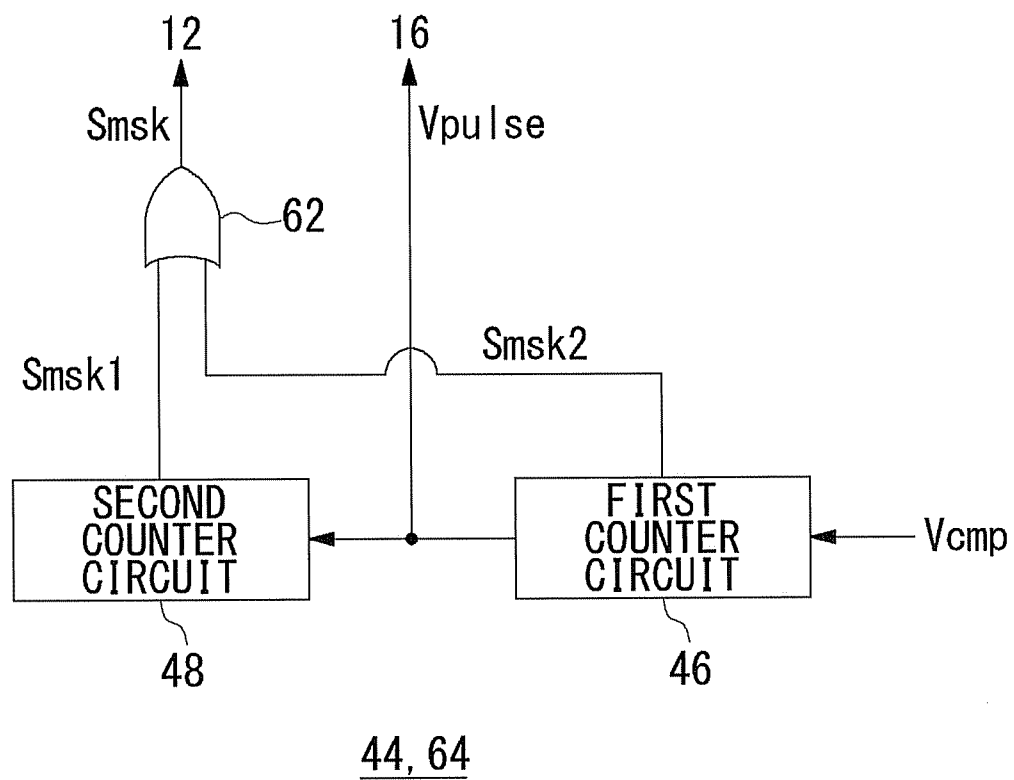 12
16
Smsk
Vpulse
62
Smsk2
Smsk1
SECOND
COUNTER
CIRCUIT
FIRST
COUNTER
CIRCUIT
Vcmp
48
46
44, 64